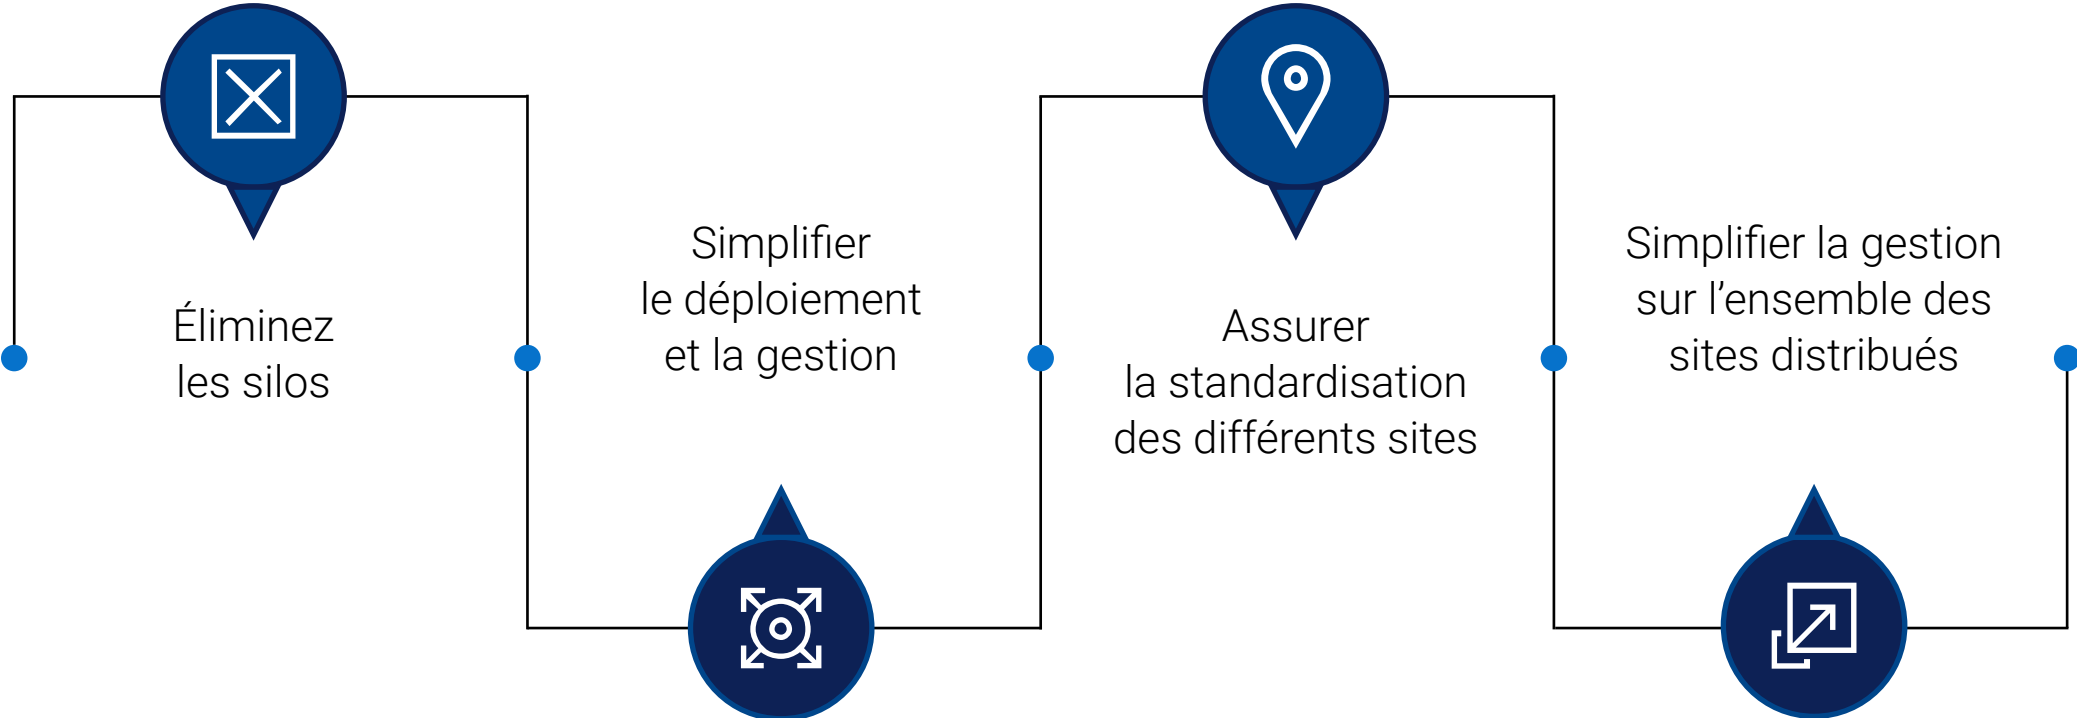 Éliminez
les silos
Simplifier
le déploiement
et la gestion
Assurer
la standardisation
des différents sites
Simplifier la gestion
sur l’ensemble des
sites distribués